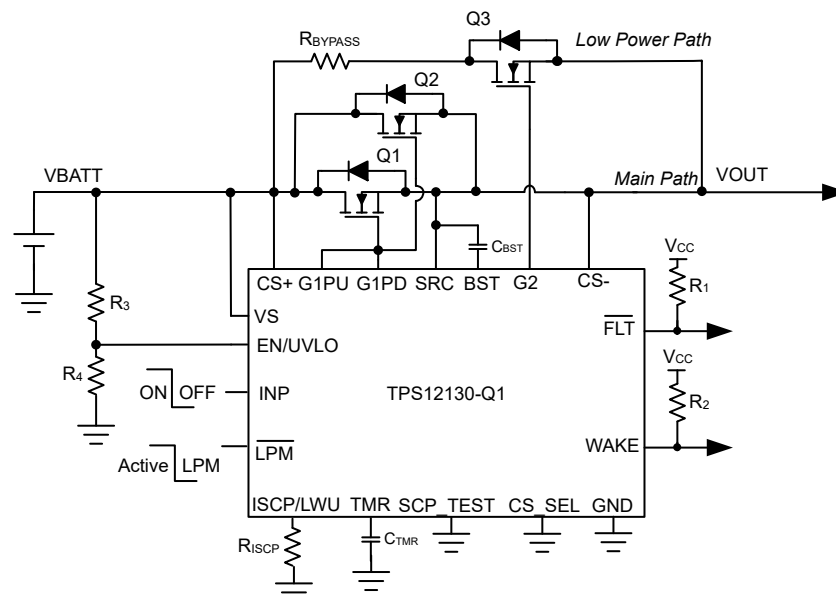 Q3
Low Power Path
RBYPASS
Q2
Q1
VBATT
Main Path
VOUT
CBST
VCC
CS+ G1PU G1PD SRC BST G2 CS-
R1
R3
VS
FLT
EN/UVLO
VCC
R4
ON OFF
INP
TPS12130-Q1
R2
WAKE
Active LPM
LPM
ISCP/LWU TMR SCP_TEST CS_SEL GND
RISCP
CTMR